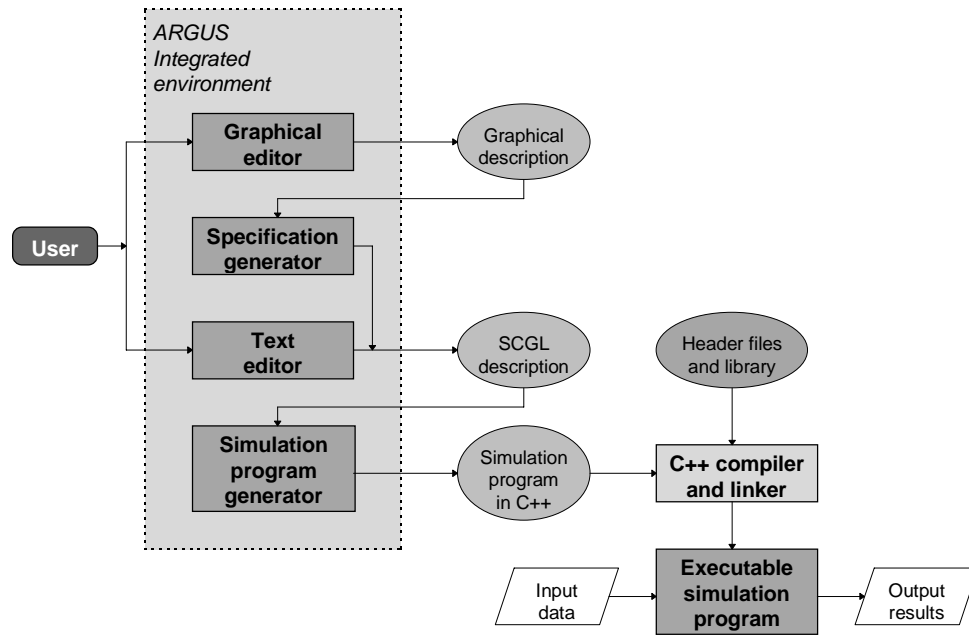 ARGUS
Integrated
environment
Graphical
editor
Graphical
description
User
Specification
generator
Text
editor
SCGL
description
Header files
and library
Simulation
program
generator
Simulation
program
in C++
C++ compiler
and linker
Input
data
Executable
simulation
program
Output
results